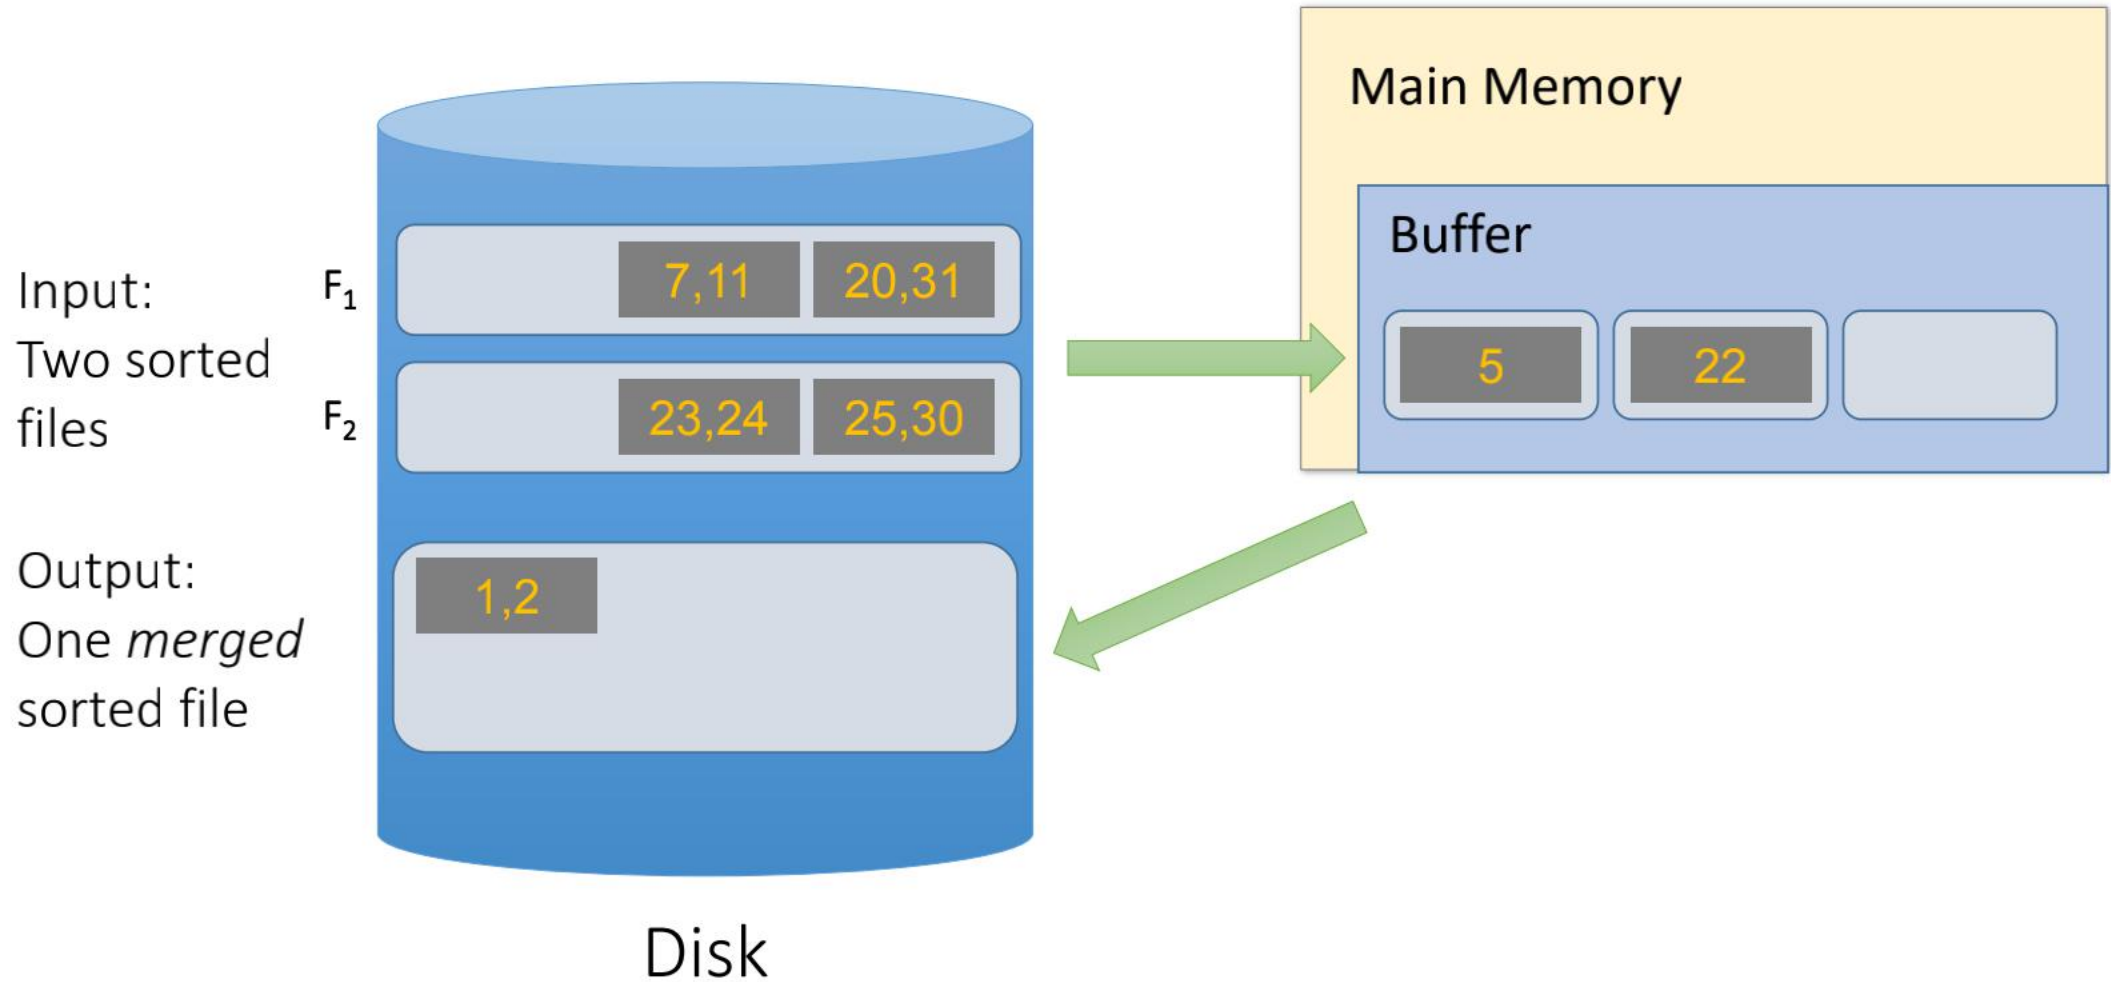 Main Memory
Buffer
Input:
Two sorted
files
F₁
7,11
20,31
F₂
23,24
25,30
5
22
Output:
One merged
sorted file
1,2
Disk